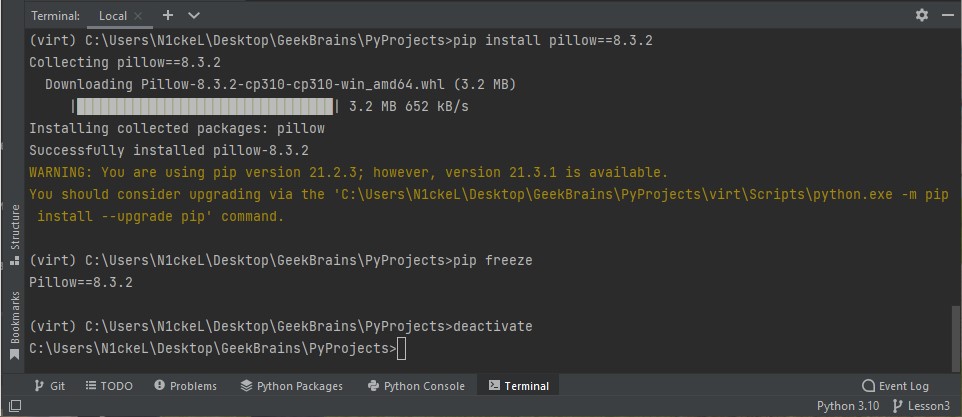 Terminal: Local
(virt) C:\Users\N1ckeL\Desktop\GeekBrains\PyProjects>pip install pillow==8.3.2
Collecting pillow==8.3.2
  Downloading Pillow-8.3.2-cp310-cp310-win_amd64.whl (3.2 MB)
     |████████████████████████████████| 3.2 MB 652 kB/s
Installing collected packages: pillow
Successfully installed pillow-8.3.2
WARNING: You are using pip version 21.2.3; however, version 21.3.1 is available.
You should consider upgrading via the 'C:\Users\N1ckeL\Desktop\GeekBrains\PyProjects\virt\Scripts\python.exe -m pip
 install --upgrade pip' command.
(virt) C:\Users\N1ckeL\Desktop\GeekBrains\PyProjects>pip freeze
Pillow==8.3.2
(virt) C:\Users\N1ckeL\Desktop\GeekBrains\PyProjects>deactivate
C:\Users\N1ckeL\Desktop\GeekBrains\PyProjects>
Structure
Bookmarks
Git TODO Problems Python Packages Python Console Terminal Event Log
Python 3.10 Lesson3